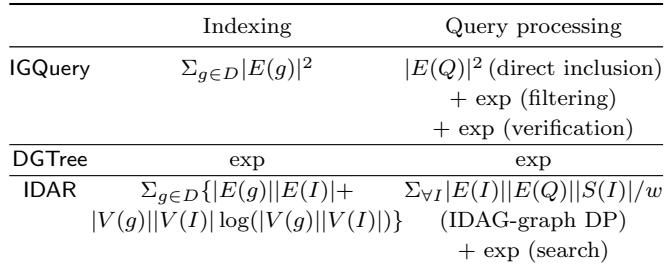 Indexing Query processing
IGQuery Σ_{g∈D}|E(g)|² |E(Q)|² (direct inclusion)
+ exp (filtering)
+ exp (verification)
DGTree exp exp
IDAR Σ_{g∈D}{|E(g)||E(I)|+ Σ_{∀I}|E(I)||E(Q)||S(I)|/w
|V(g)||V(I)| log(|V(g)||V(I)|)} (IDAG-graph DP)
+ exp (search)